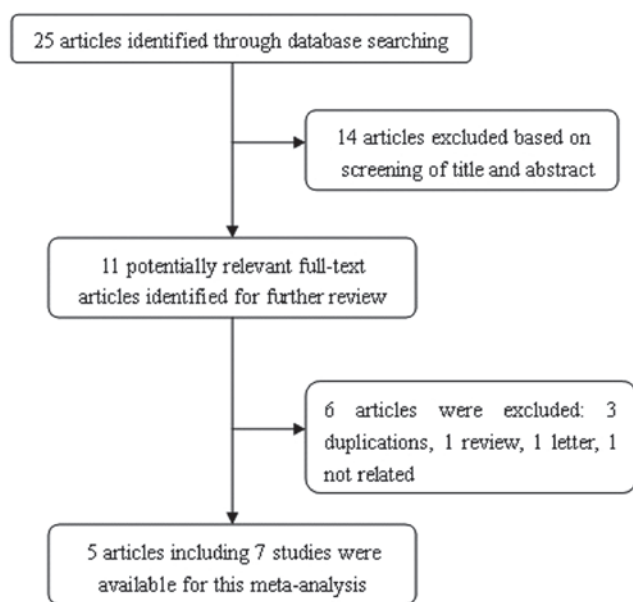 25 articles identified through database searching
14 articles excluded based on
screening of title and abstract
11 potentially relevant full-text
articles identified for further review
6 articles were excluded: 3
duplications, 1 review, 1 letter, 1
not related
5 articles including 7 studies were
available for this meta-analysis